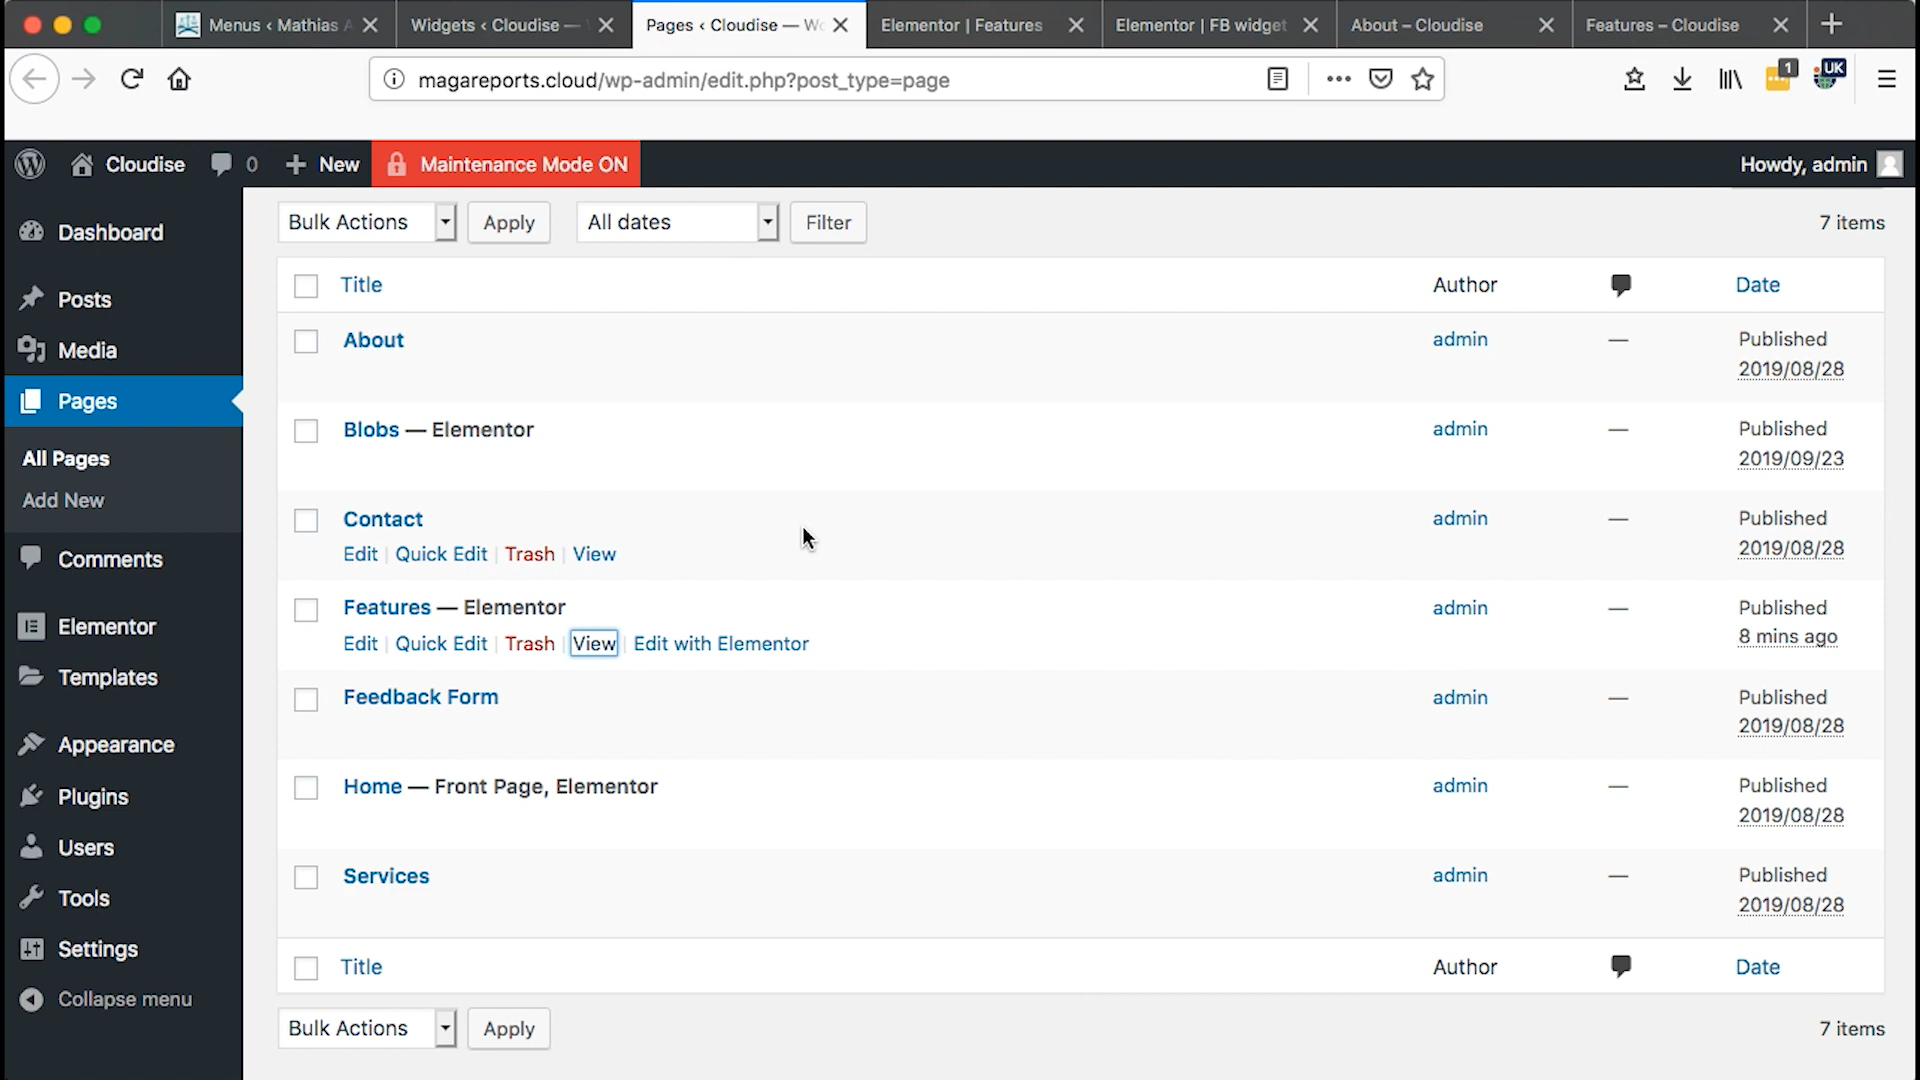 Menus ‹ Mathias A
Widgets ‹ Cloudise —
Pages ‹ Cloudise — Wo
Elementor | Features
Elementor | FB widget
About – Cloudise
Features – Cloudise
magareports.cloud/wp-admin/edit.php?post_type=page
1
UK
Cloudise
0
New
Maintenance Mode ON
Howdy, admin
Dashboard
Posts
Media
Pages
All Pages
Add New
Comments
Elementor
Templates
Appearance
Plugins
Users
Tools
Settings
Collapse menu
Bulk Actions
Apply
All dates
Filter
7 items
Title Author Date
About admin — Published
2019/08/28
Blobs — Elementor admin — Published
2019/09/23
Contact admin — Published
Edit | Quick Edit | Trash | View 2019/08/28
Features — Elementor admin — Published
Edit | Quick Edit | Trash | View | Edit with Elementor 8 mins ago
Feedback Form admin — Published
2019/08/28
Home — Front Page, Elementor admin — Published
2019/08/28
Services admin — Published
2019/08/28
Title Author Date
Bulk Actions Apply 7 items